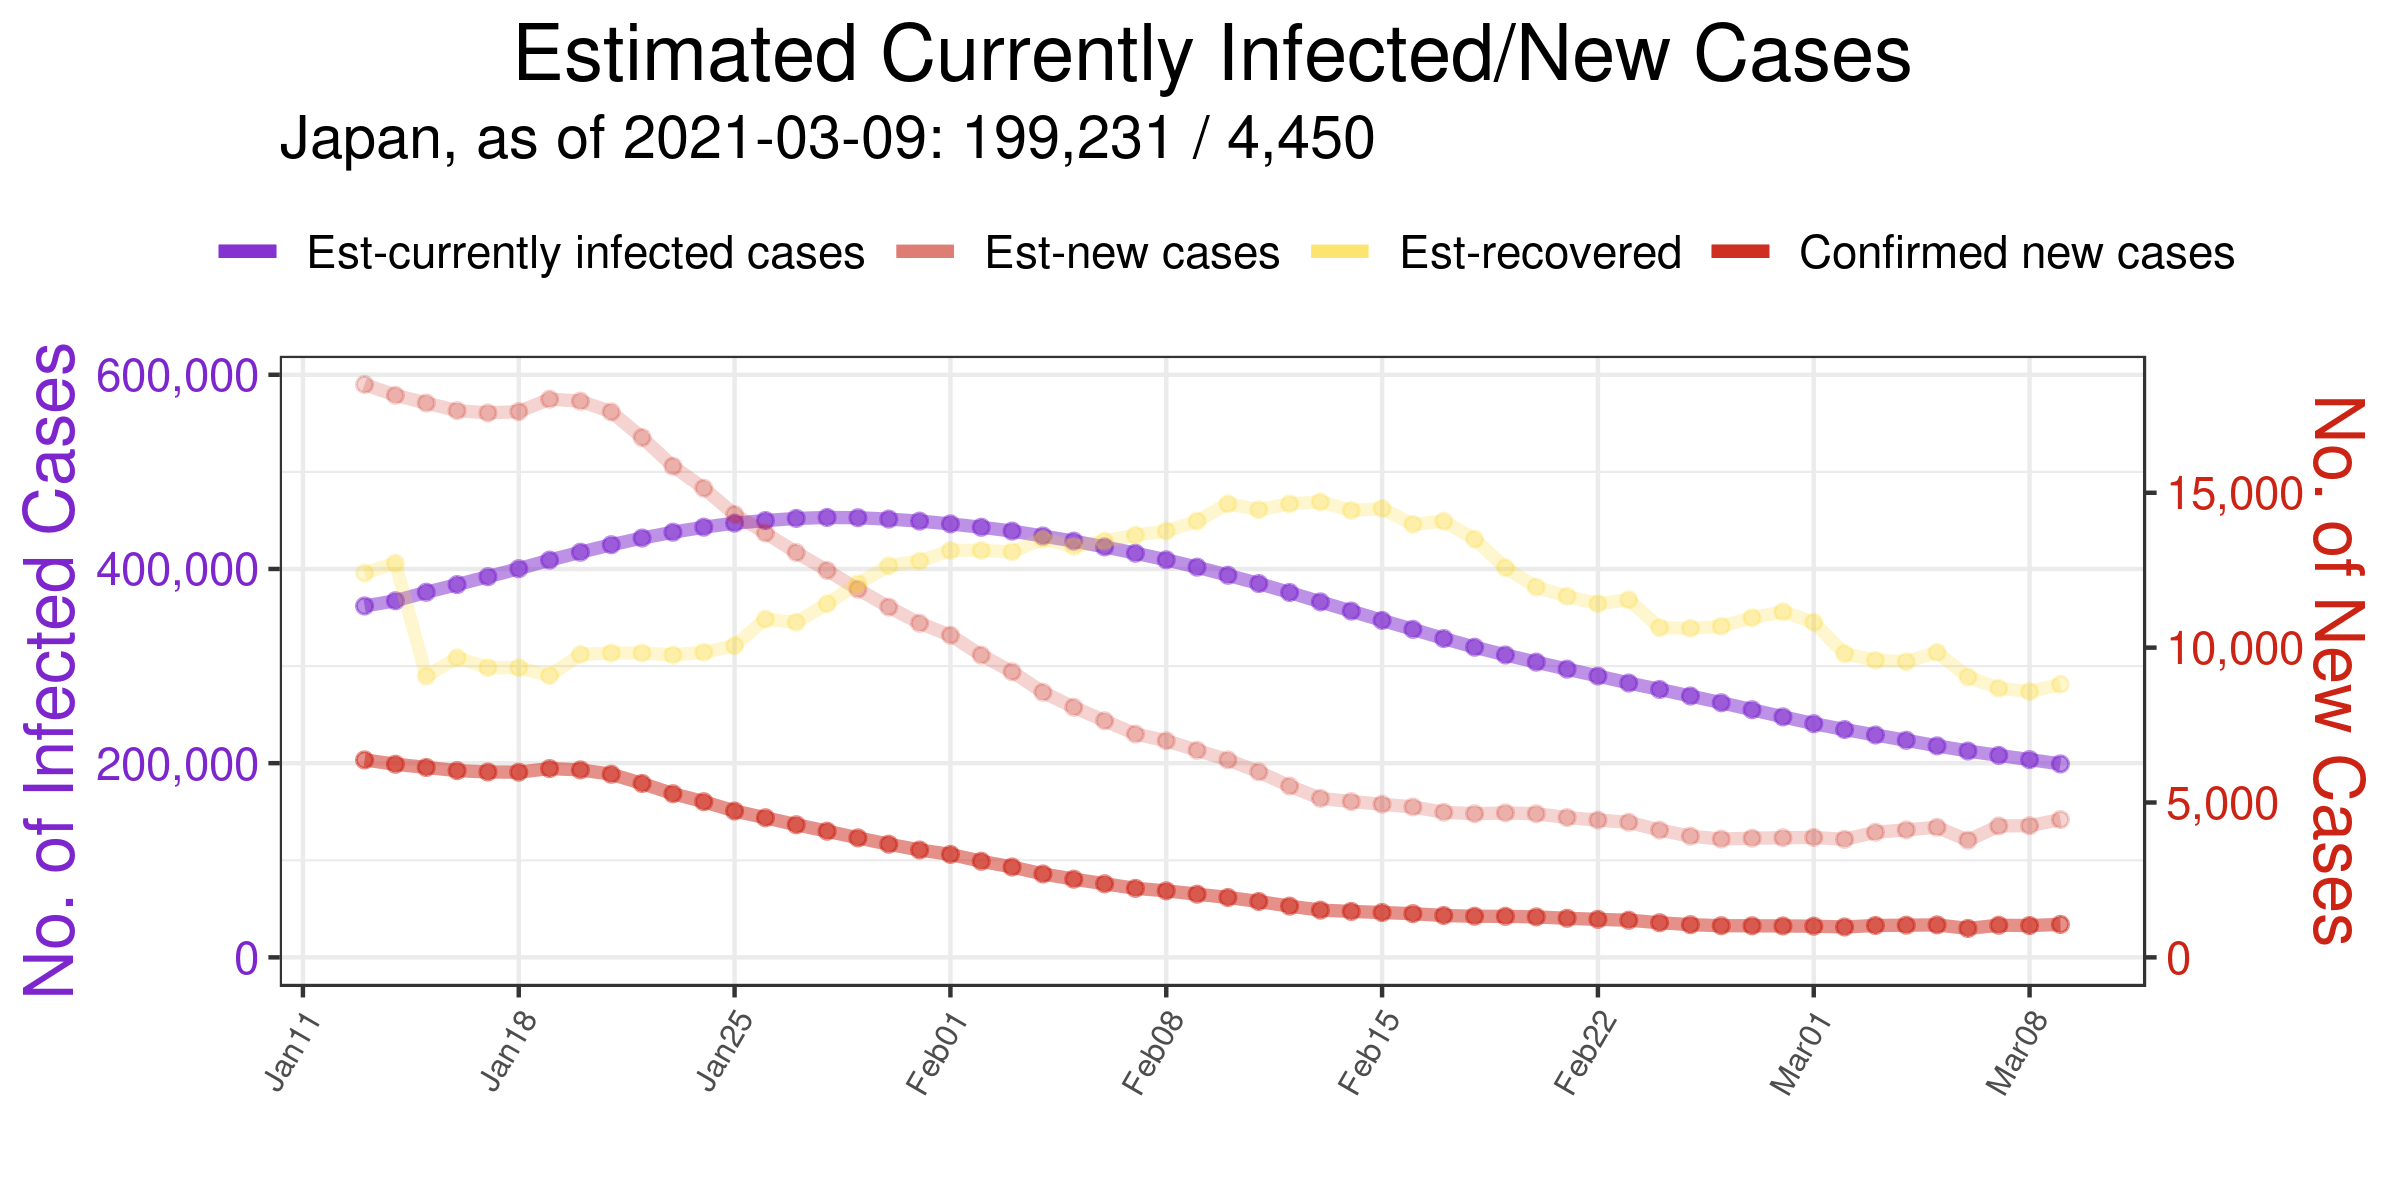 Estimated Currently Infected/New Cases
Japan, as of 2021-03-09: 199,231 / 4,450
Est-currently infected cases Est-new cases Est-recovered Confirmed new cases
No. of Infected Cases
600,000
400,000
200,000
0
15,000
10,000
5,000
0
No. of New Cases
Jan11 Jan18 Jan25 Feb01 Feb08 Feb15 Feb22 Mar01 Mar08